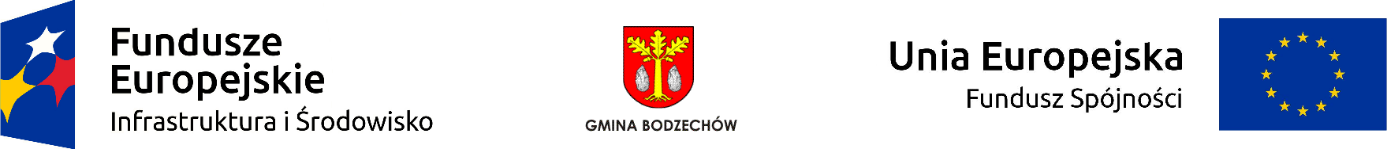 Fundusze
Europejskie
Infrastruktura i Środowisko
GMINA BODZECHÓW
Unia Europejska
Fundusz Spójności